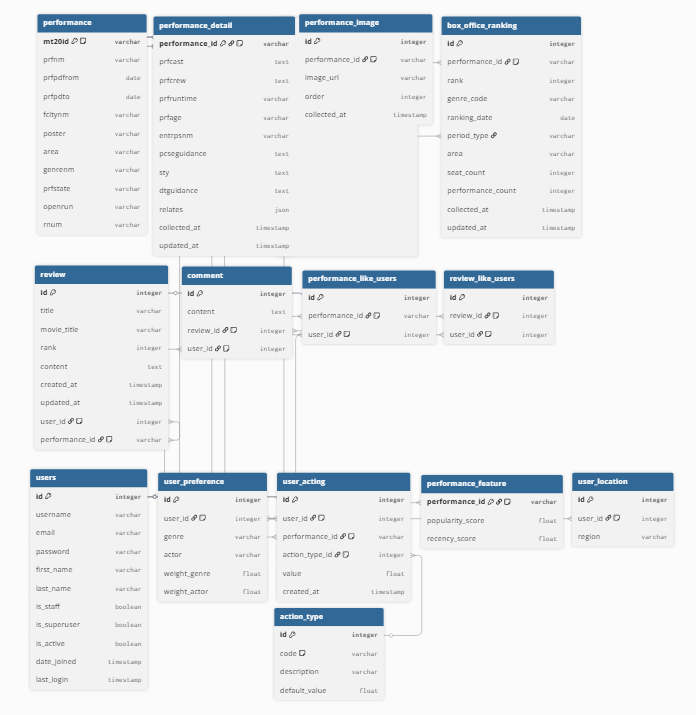 performance
mt20id varchar
prfnm varchar
prfpdfrom date
prfpdto date
fcltynm varchar
poster varchar
area varchar
genrenm varchar
prfstate varchar
openrun varchar
rnum varchar
performance_detail
performance_id varchar
prfcast text
prfcrew text
prfruntime varchar
prfage varchar
entrpsnm varchar
pcseguidance text
sty text
dtguidance text
relates json
collected_at timestamp
updated_at timestamp
performance_image
id integer
performance_id varchar
image_url varchar
order integer
collected_at timestamp
box_office_ranking
id integer
performance_id varchar
rank integer
genre_code varchar
ranking_date date
period_type varchar
area varchar
seat_count integer
performance_count integer
collected_at timestamp
updated_at timestamp
review
id integer
title varchar
movie_title varchar
rank integer
content text
created_at timestamp
updated_at timestamp
user_id integer
performance_id varchar
comment
id integer
content text
review_id integer
user_id integer
performance_like_users
id integer
performance_id varchar
user_id integer
review_like_users
id integer
review_id integer
user_id integer
users
id integer
username varchar
email varchar
password varchar
first_name varchar
last_name varchar
is_staff boolean
is_superuser boolean
is_active boolean
date_joined timestamp
last_login timestamp
user_preference
id integer
user_id integer
genre varchar
actor varchar
weight_genre float
weight_actor float
user_acting
id integer
user_id integer
performance_id varchar
action_type_id integer
value float
created_at timestamp
performance_feature
performance_id varchar
popularity_score float
recency_score float
user_location
id integer
user_id integer
region varchar
action_type
id integer
code varchar
description varchar
default_value float